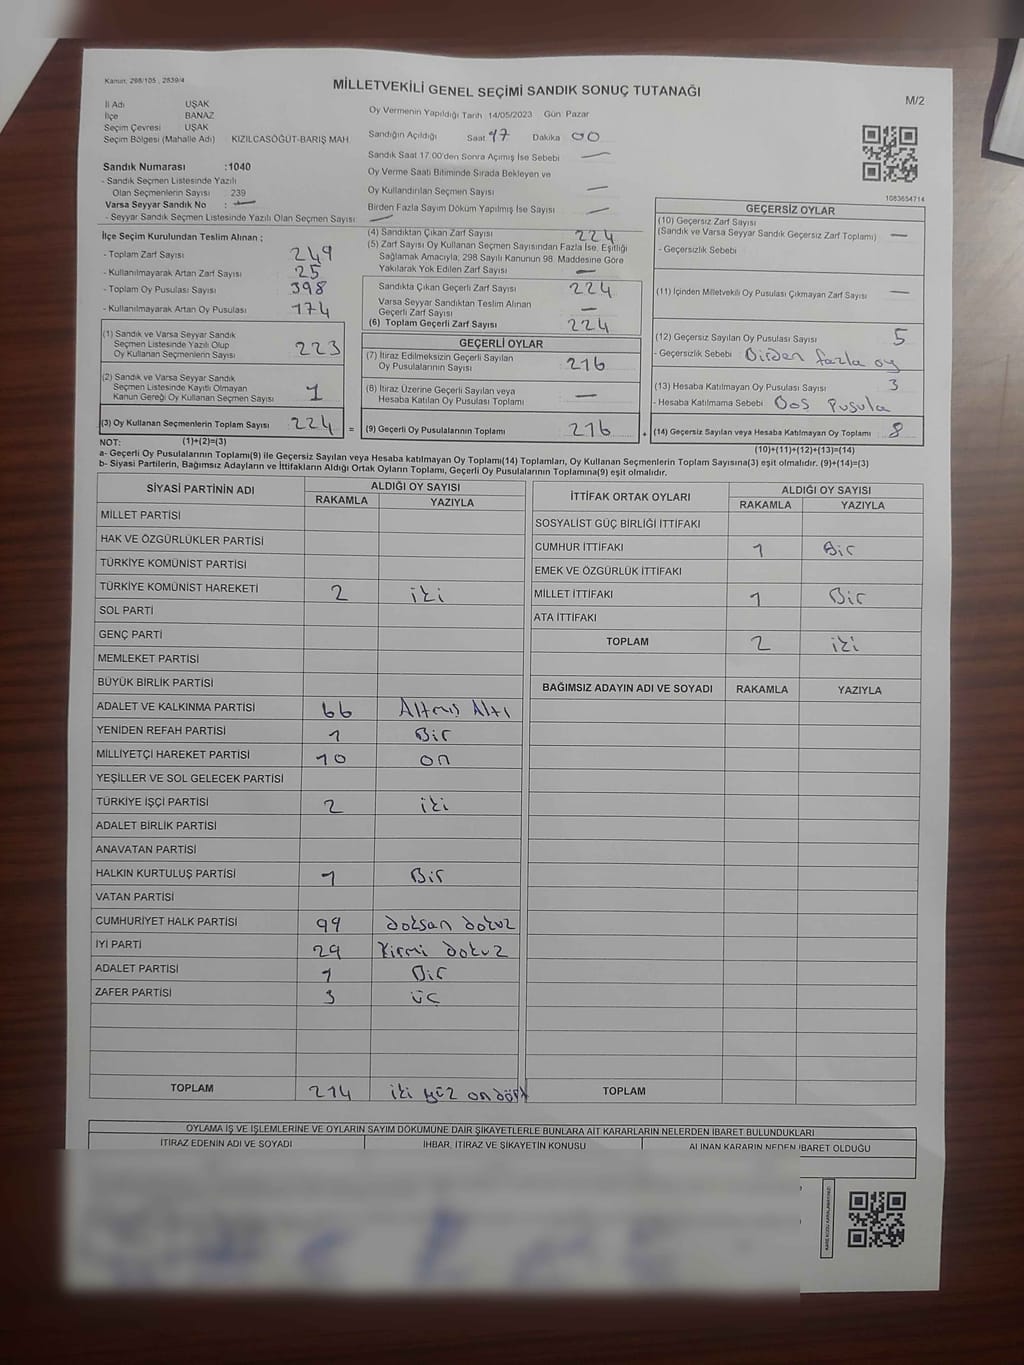 Kanun: 298/105 , 2839/4
MİLLETVEKİLİ GENEL SEÇİMİ SANDIK SONUÇ TUTANAĞI
M/2
İl Adı UŞAK
İlçe BANAZ
Seçim Çevresi UŞAK
Seçim Bölgesi (Mahalle Adı) KIZILCASÖĞÜT-BARIŞ MAH
Sandık Numarası :1040
- Sandık Seçmen Listesinde Yazılı
Olan Seçmenlerin Sayısı 239
Varsa Seyyar Sandık No : —
- Seyyar Sandık Seçmen Listesinde Yazılı Olan Seçmen Sayısı: —
Oy Vermenin Yapıldığı Tarih 14/05/2023 Gün Pazar
Sandığın Açıldığı Saat 17 Dakika 00
Sandık Saat 17 00'den Sonra Açımış İse Sebebi —
Oy Verme Saati Bitiminde Sırada Bekleyen ve
Oy Kullandırılan Seçmen Sayısı —
Birden Fazla Sayım Döküm Yapılmış İse Sayısı —
1083654714
İlçe Seçim Kurulundan Teslim Alınan ;
- Toplam Zarf Sayısı 249
- Kullanılmayarak Artan Zarf Sayısı 25
- Toplam Oy Pusulası Sayısı 398
- Kullanılmayarak Artan Oy Pusulası 174
(1) Sandık ve Varsa Seyyar Sandık
Seçmen Listesinde Yazılı Olup
Oy Kullanan Seçmenlerin Sayısı 223
(2) Sandık ve Varsa Seyyar Sandık
Seçmen Listesinde Kayıtlı Olmayan
Kanun Gereği Oy Kullanan Seçmen Sayısı 1
(3) Oy Kullanan Seçmenlerin Toplam Sayısı 224 =
(4) Sandıktan Çıkan Zarf Sayısı 224
(5) Zarf Sayısı Oy Kullanan Seçmen Sayısından Fazla İse, Eşitliği
Sağlamak Amacıyla, 298 Sayılı Kanunun 98. Maddesine Göre
Yakılarak Yok Edilen Zarf Sayısı —
Sandıkta Çıkan Geçerli Zarf Sayısı 224
Varsa Seyyar Sandıktan Teslim Alınan
Geçerli Zarf Sayısı —
(6) Toplam Geçerli Zarf Sayısı 224
GEÇERLİ OYLAR
(7) İtiraz Edilmeksizin Geçerli Sayılan
Oy Pusulalarının Sayısı 216
(8) İtiraz Üzerine Geçerli Sayılan veya
Hesaba Katılan Oy Pusulası Toplamı —
(9) Geçerli Oy Pusulalarının Toplamı 216 +
GEÇERSİZ OYLAR
(10) Geçersiz Zarf Sayısı
(Sandık ve Varsa Seyyar Sandık Geçersiz Zarf Toplamı) —
- Geçersizlik Sebebi
(11) İçinden Milletvekili Oy Pusulası Çıkmayan Zarf Sayısı —
(12) Geçersiz Sayılan Oy Pusulası Sayısı 5
- Geçersizlik Sebebi Birden fazla oy
(13) Hesaba Katılmayan Oy Pusulası Sayısı 3
- Hesaba Katılmama Sebebi Boş Pusula
(14) Geçersiz Sayılan veya Hesaba Katılmayan Oy Toplamı 8
NOT: (1)+(2)=(3) (10)+(11)+(12)+(13)=(14)
a- Geçerli Oy Pusulalarının Toplamı(9) ile Geçersiz Sayılan veya Hesaba katılmayan Oy Toplamı(14) Toplamları, Oy Kullanan Seçmenlerin Toplam Sayısına(3) eşit olmalıdır. (9)+(14)=(3)
b- Siyasi Partilerin, Bağımsız Adayların ve İttifakların Aldığı Ortak Oyların Toplamı, Geçerli Oy Pusulalarının Toplamına(9) eşit olmalıdır.
SİYASİ PARTİNİN ADI ALDIĞI OY SAYISI
RAKAMLA YAZIYLA
MİLLET PARTİSİ
HAK VE ÖZGÜRLÜKLER PARTİSİ
TÜRKİYE KOMÜNİST PARTİSİ
TÜRKİYE KOMÜNİST HAREKETİ 2 iki
SOL PARTİ
GENÇ PARTİ
MEMLEKET PARTİSİ
BÜYÜK BİRLİK PARTİSİ
ADALET VE KALKINMA PARTİSİ 66 Altmış Altı
YENİDEN REFAH PARTİSİ 1 Bir
MİLLİYETÇİ HAREKET PARTİSİ 10 on
YEŞİLLER VE SOL GELECEK PARTİSİ
TÜRKİYE İŞÇİ PARTİSİ 2 iki
ADALET BİRLİK PARTİSİ
ANAVATAN PARTİSİ
HALKIN KURTULUŞ PARTİSİ 1 Bir
VATAN PARTİSİ
CUMHURİYET HALK PARTİSİ 99 doksan dokuz
İYİ PARTİ 29 Yirmi dokuz
ADALET PARTİSİ 1 Bir
ZAFER PARTİSİ 3 üç
TOPLAM 214 iki yüz ondört
İTTİFAK ORTAK OYLARI ALDIĞI OY SAYISI
RAKAMLA YAZIYLA
SOSYALİST GÜÇ BİRLİĞİ İTTİFAKI
CUMHUR İTTİFAKI 1 Bir
EMEK VE ÖZGÜRLÜK İTTİFAKI
MİLLET İTTİFAKI 1 Bir
ATA İTTİFAKI
TOPLAM 2 iki
BAĞIMSIZ ADAYIN ADI VE SOYADI RAKAMLA YAZIYLA
TOPLAM
OYLAMA İŞ VE İŞLEMLERİNE VE OYLARIN SAYIM DÖKÜMÜNE DAİR ŞİKAYETLERLE BUNLARA AİT KARARLARIN NELERDEN İBARET BULUNDUKLARI
İTİRAZ EDENİN ADI VE SOYADI İHBAR, İTİRAZ VE ŞİKAYETİN KONUSU ALINAN KARARIN NEDEN İBARET OLDUĞU
KARE KODU KARALAMAYINIZ!